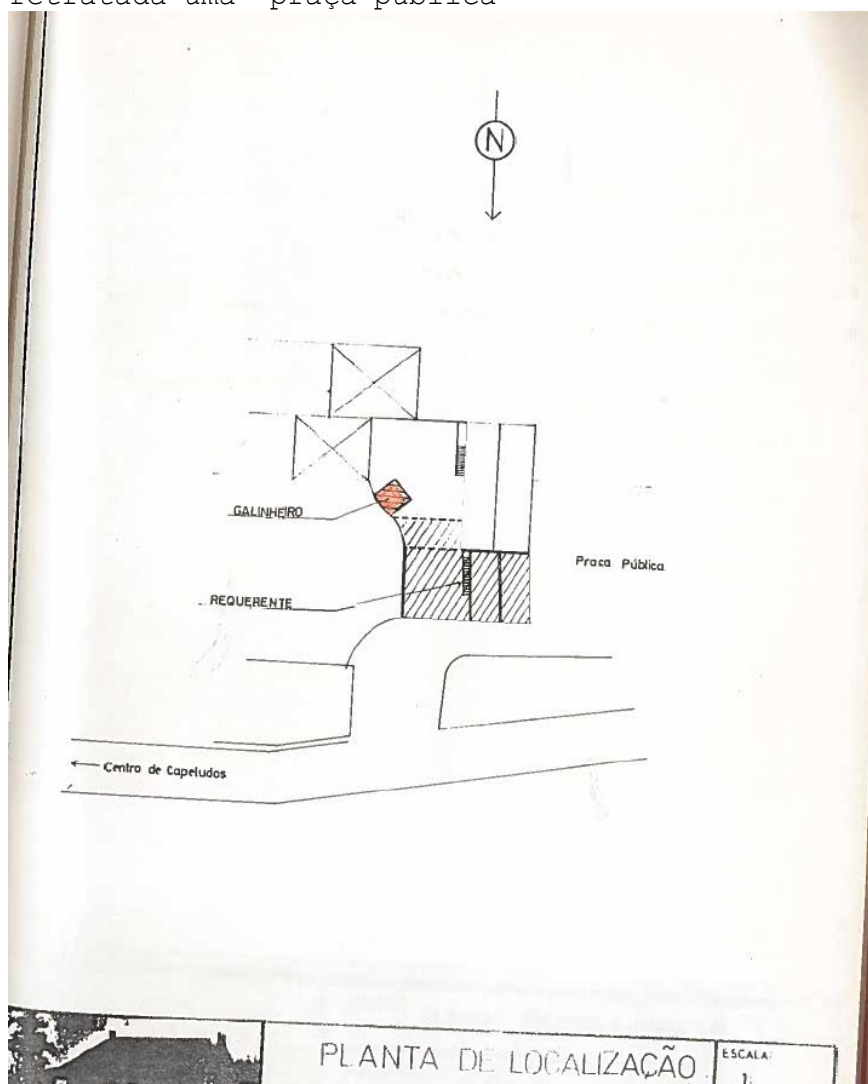 retratada uma praça pública
N
GALINHEIRO
Praca Pública
REQUERENTE
← Centro de Capeludos
PLANTA DE LOCALIZAÇÃO
ESCALA:
1: